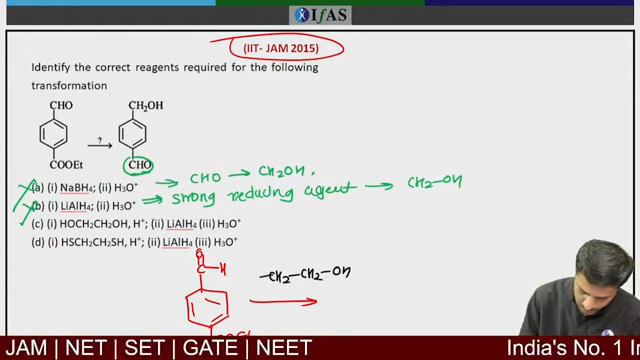 IfAS
(IIT- JAM 2015)
Identify the correct reagents required for the following
transformation
CHO
CH₂OH
?
COOEt
CHO
(a) (i) NaBH₄; (ii) H₃O⁺
CHO → CH₂OH.
(b) (i) LiAlH₄; (ii) H₃O⁺
strong reducing agent → CH₂-OH
(c) (i) HOCH₂CH₂OH, H⁺; (ii) LiAlH₄ (iii) H₃O⁺
(d) (i) HSCH₂CH₂SH, H⁺; (ii) LiAlH₄ (iii) H₃O⁺
O
C-H
-CH₂-CH₂-OH
JAM | NET | SET | GATE | NEET
India's No. 1 In